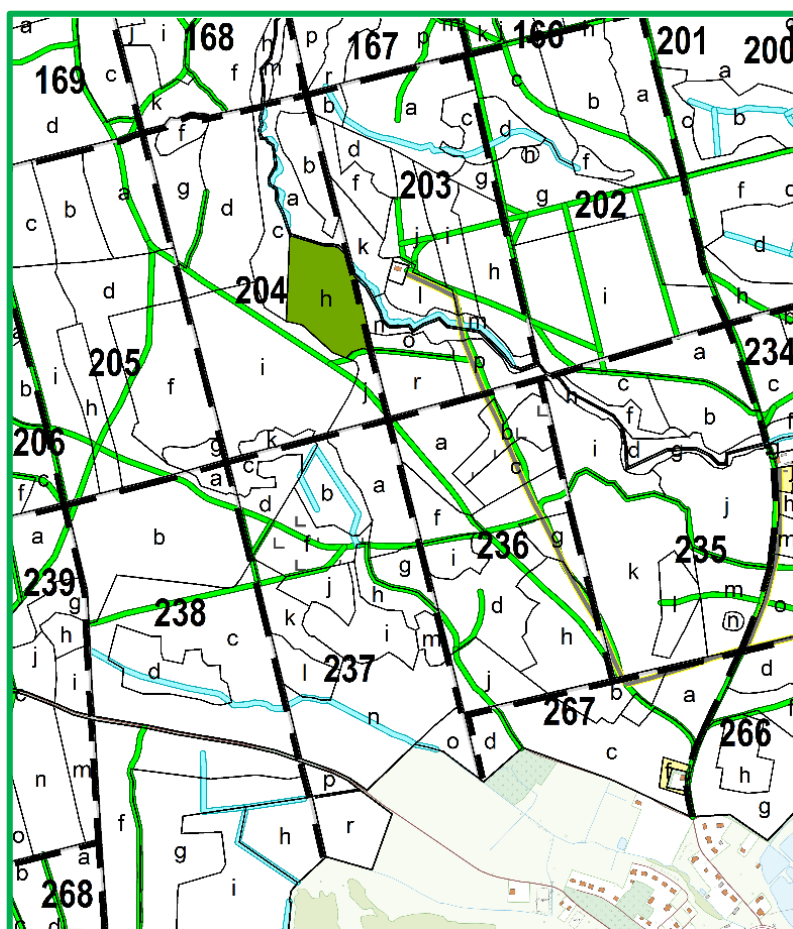 a j i 168 h p 167 p m k 166 h 201 200
169 c k f m r b a c c b a c b
d f b d c d h f a
c b a g d a f 203 g g 202 f d
c k j i h i d
d 204 h l n m h b
205 i o p a 234
b i f j r c c
h h f b f
206 g k a b i d g g
c a c a c h
f d b f j m
a b f g 236 235
239 f g i k m
g 238 j h d l o
h k i m h n
j c l 237 j b d
i d n 267 a f
c o d c 266
m p h
n f g
g h r
o i
b a
268 j
c d